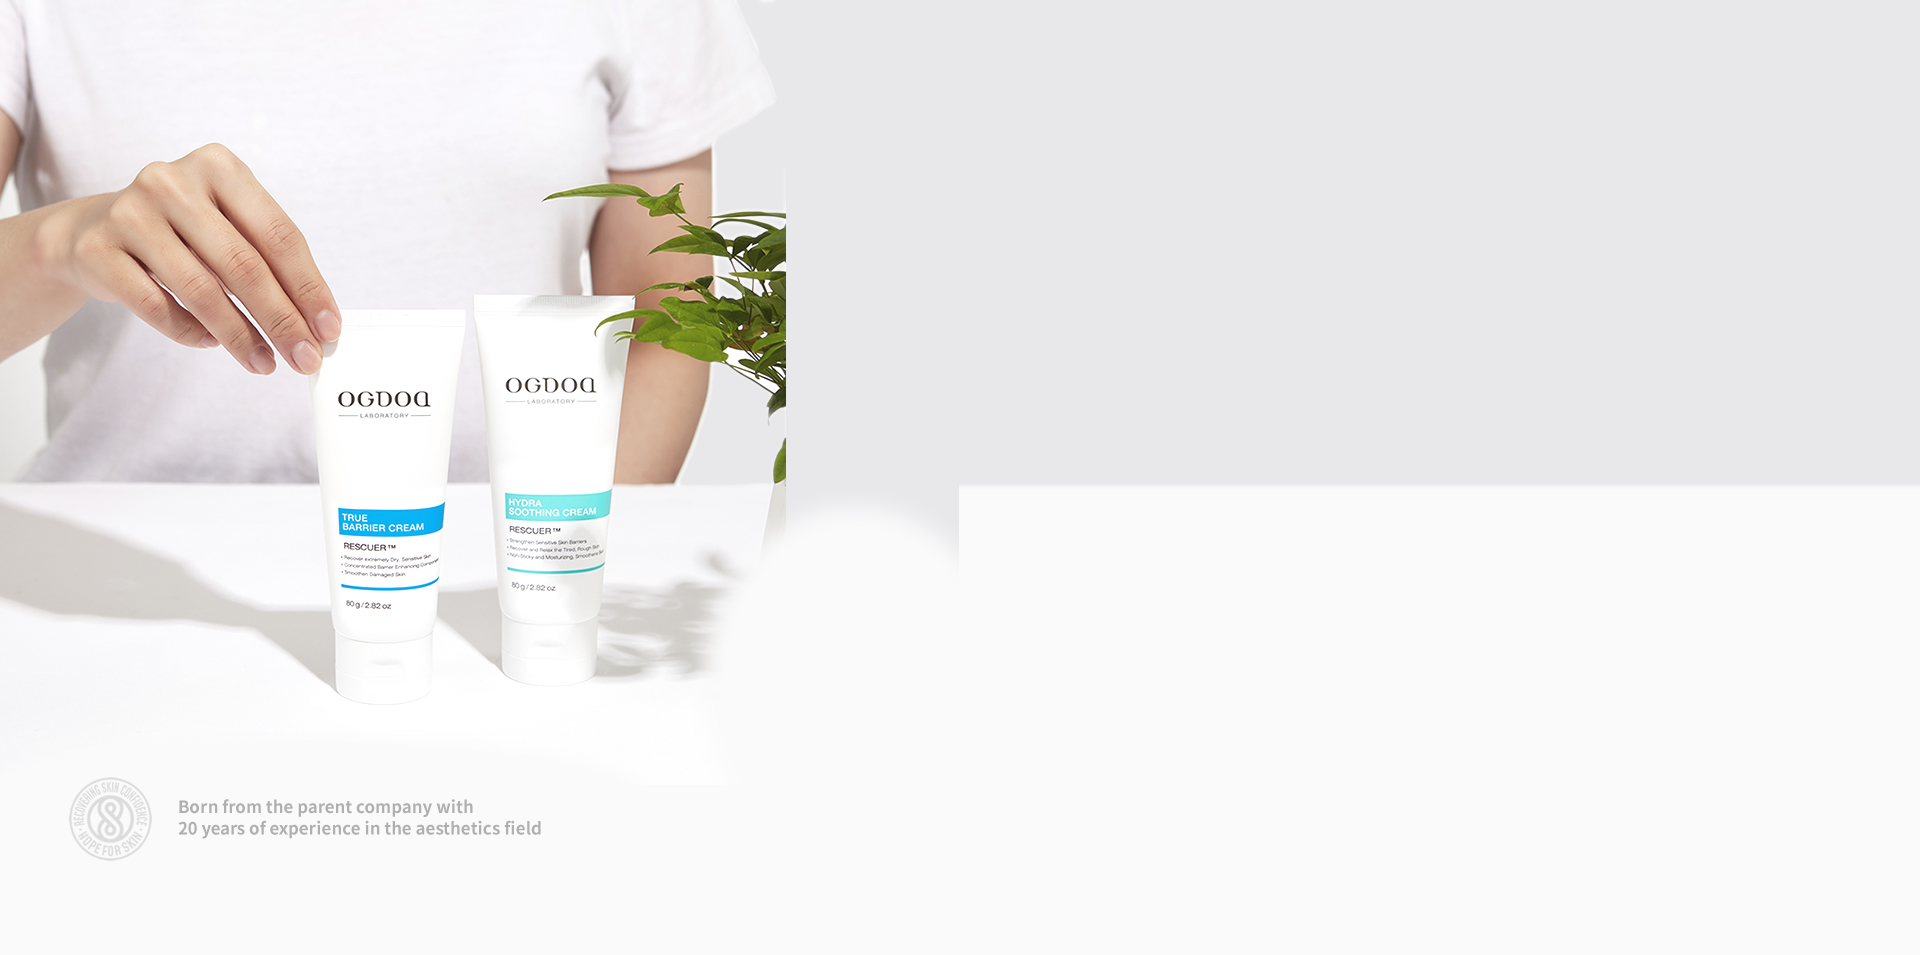 OGDOA
LABORATORY
TRUE
BARRIER CREAM
RESCUER™
• Recover extremely Dry, Sensitive Skin
• Concentrated Barrier Enhancing Component
• Smoothen Damaged Skin
80 g / 2.82 oz
OGDOA
LABORATORY
HYDRA
SOOTHING CREAM
RESCUER™
• Strengthen Sensitive Skin Barriers
• Recover and Relax the Tired, Rough Skin
• Non-Sticky and Moisturizing, Smoothens
80 g / 2.82 oz
RECOVERING SKIN CONFIDENCE
• HOPE FOR SKIN •
Born from the parent company with
20 years of experience in the aesthetics field